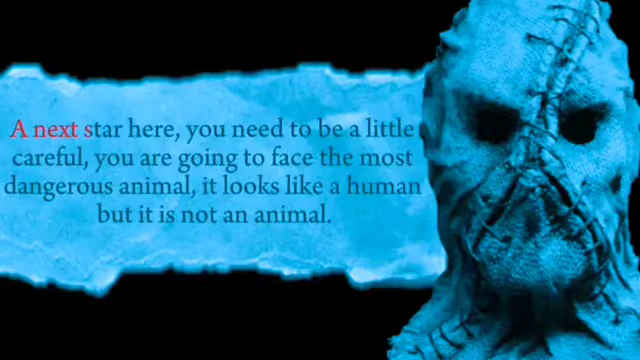 A next star here, you need to be a little
careful, you are going to face the most
dangerous animal, it looks like a human
but it is not an animal.